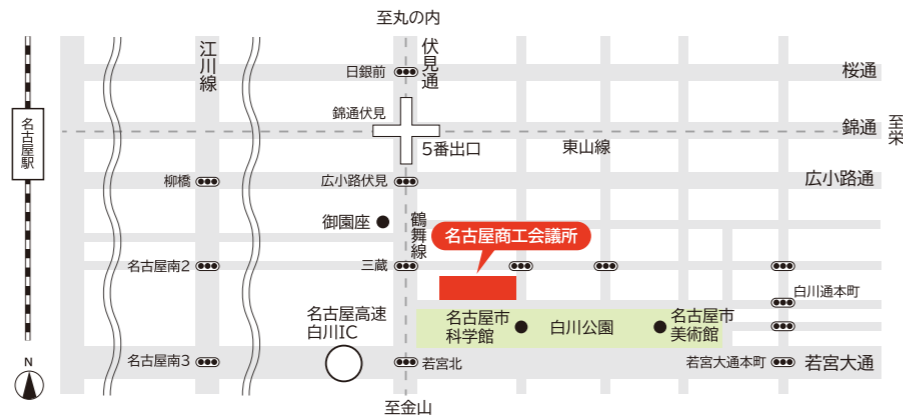 至丸の内
江川線
伏見通
日銀前
桜通
錦通伏見
名古屋駅
5番出口
東山線
錦通
至栄
柳橋
広小路伏見
広小路通
御園座
鶴舞線
名古屋商工会議所
名古屋南2
三蔵
白川通本町
名古屋高速
白川IC
名古屋市
科学館
白川公園
名古屋市
美術館
名古屋南3
若宮北
若宮大通本町
若宮大通
N
至金山